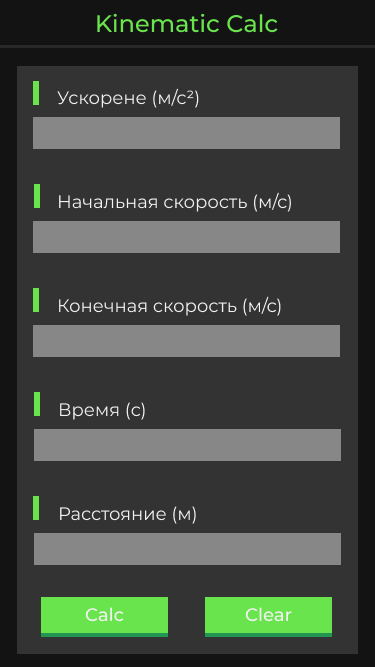 Kinematic Calc
Ускорене (м/с²)
Начальная скорость (м/с)
Конечная скорость (м/с)
Время (с)
Расстояние (м)
Calc
Clear